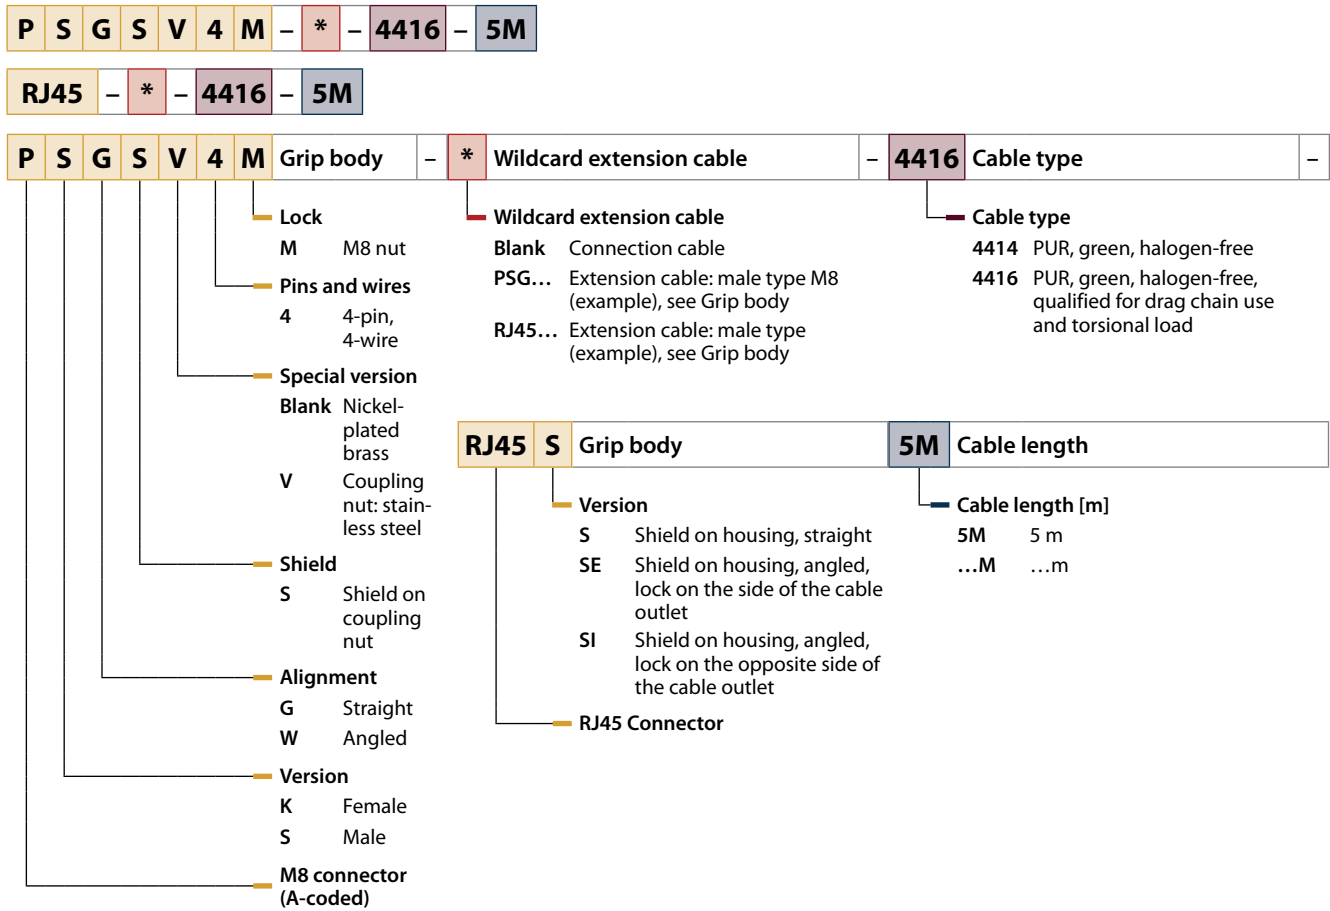 P S G S V 4 M – * – 4416 – 5M
RJ45 – * – 4416 – 5M
P S G S V 4 M Grip body – * Wildcard extension cable – 4416 Cable type –
Lock
M M8 nut
Pins and wires
4 4-pin,
4-wire
Special version
Blank Nickel-
plated
brass
V Coupling
nut: stain-
less steel
Shield
S Shield on
coupling
nut
Alignment
G Straight
W Angled
Version
K Female
S Male
M8 connector
(A-coded)
Wildcard extension cable
Blank Connection cable
PSG… Extension cable: male type M8
(example), see Grip body
RJ45… Extension cable: male type
(example), see Grip body
Cable type
4414 PUR, green, halogen-free
4416 PUR, green, halogen-free,
qualified for drag chain use
and torsional load
RJ45 S Grip body 5M Cable length
Version
S Shield on housing, straight
SE Shield on housing, angled,
lock on the side of the cable
outlet
SI Shield on housing, angled,
lock on the opposite side of
the cable outlet
RJ45 Connector
Cable length [m]
5M 5 m
…M …m